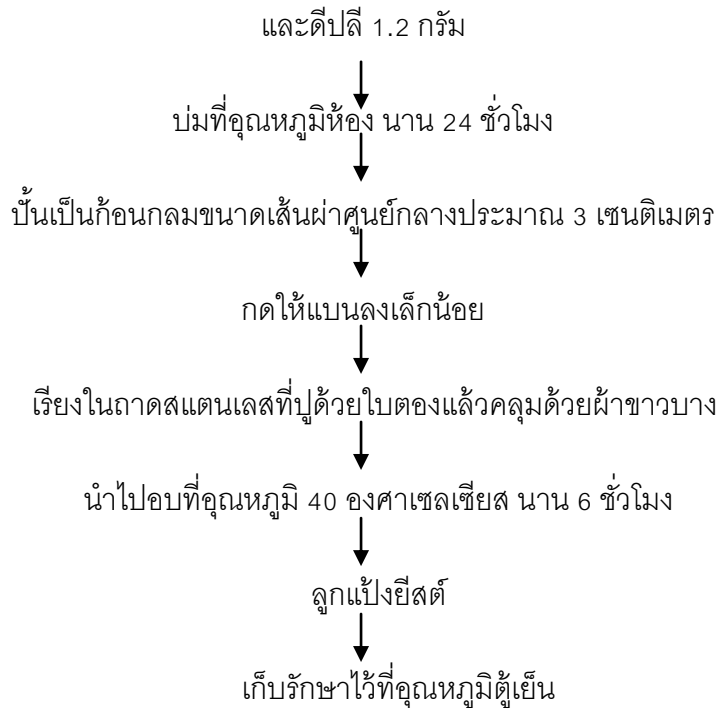 และดีปลี 1.2 กรัม
บ่มที่อุณหภูมิห้อง นาน 24 ชั่วโมง
ปั้นเป็นก้อนกลมขนาดเส้นผ่าศูนย์กลางประมาณ 3 เซนติเมตร
กดให้แบนลงเล็กน้อย
เรียงในถาดสแตนเลสที่ปูด้วยใบตองแล้วคลุมด้วยผ้าขาวบาง
นำไปอบที่อุณหภูมิ 40 องศาเซลเซียส นาน 6 ชั่วโมง
ลูกแป้งยีสต์
เก็บรักษาไว้ที่อุณหภูมิตู้เย็น